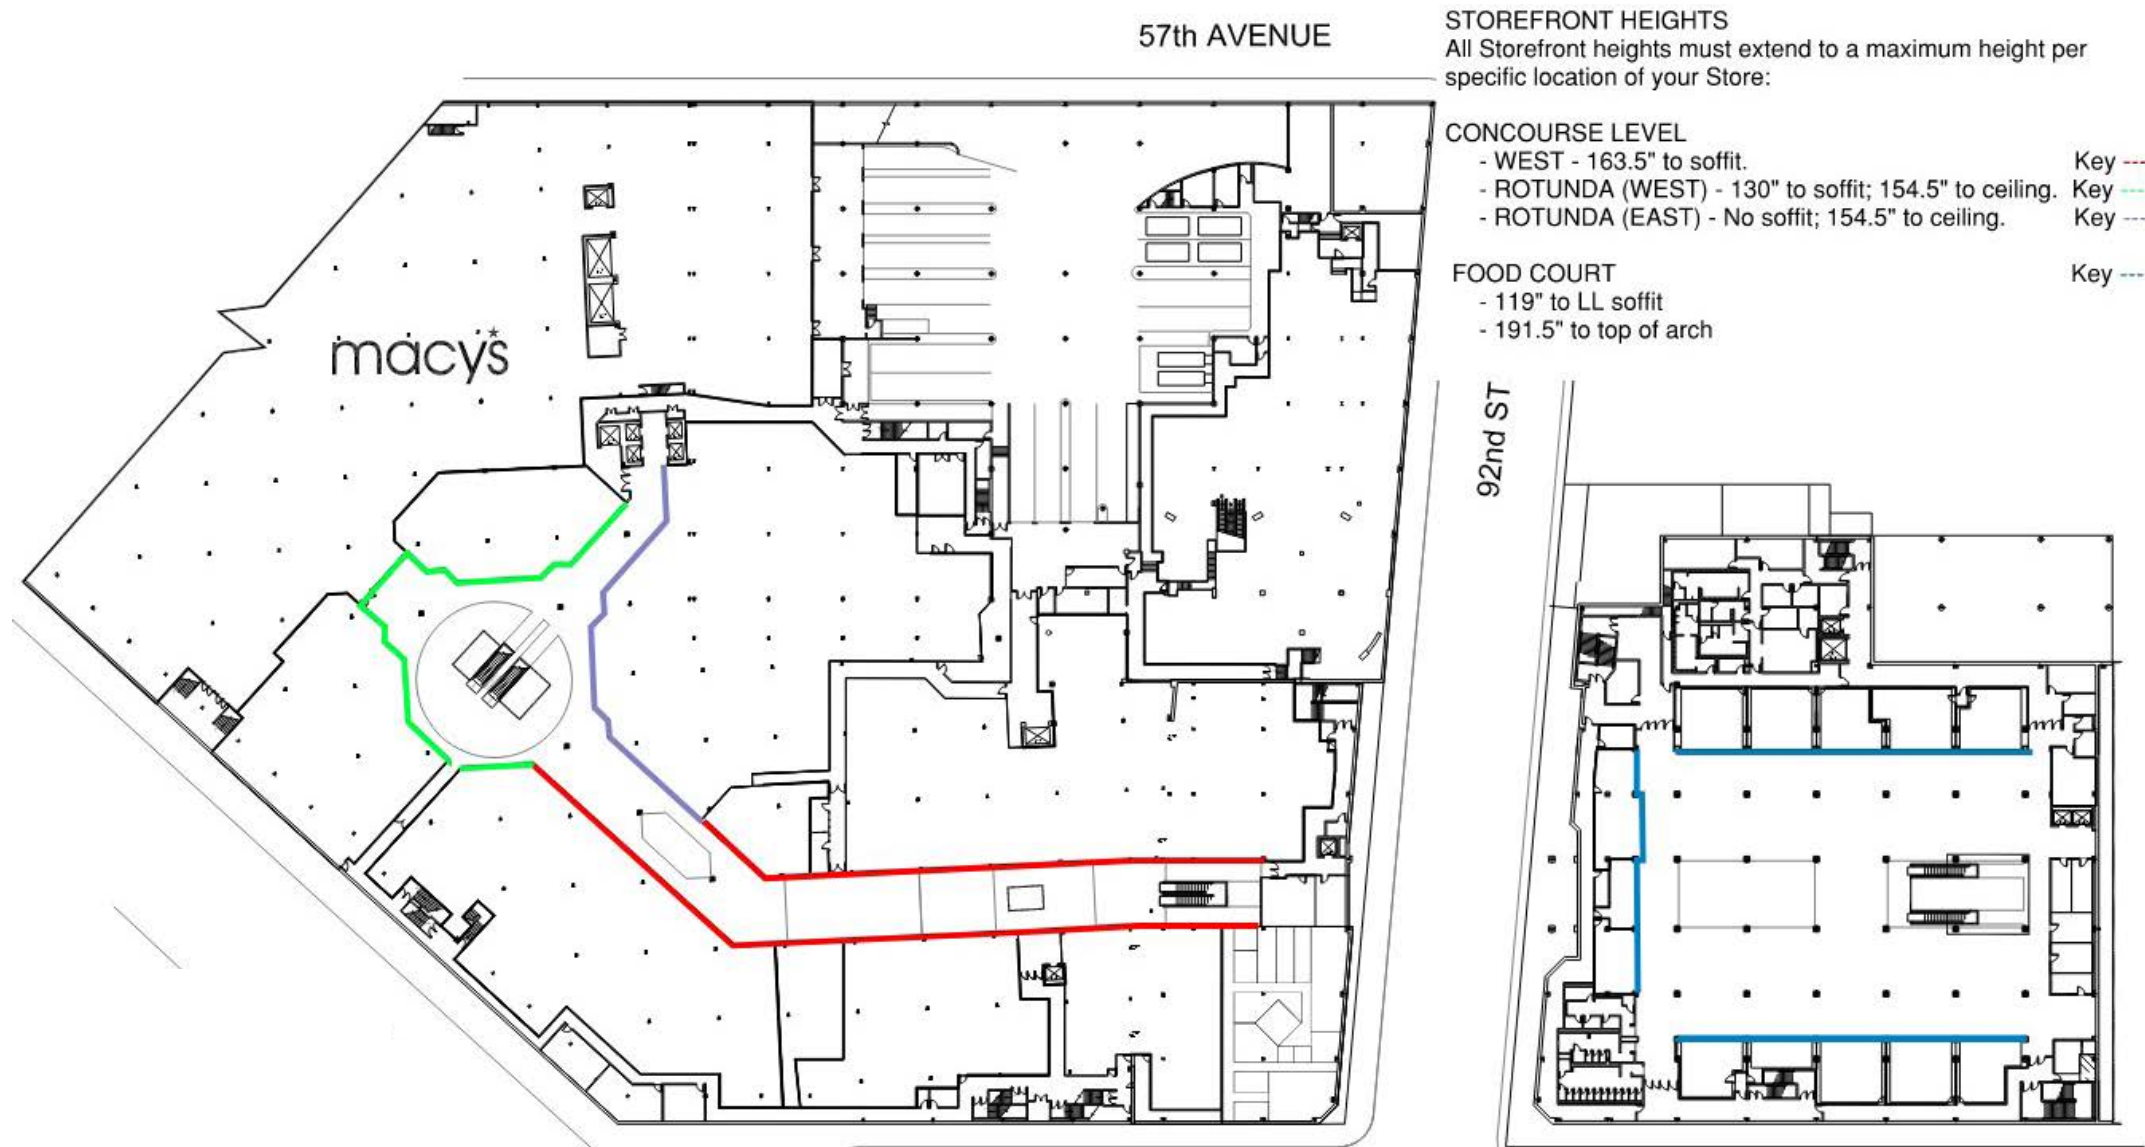 57th AVENUE
STOREFRONT HEIGHTS
All Storefront heights must extend to a maximum height per
specific location of your Store:
CONCOURSE LEVEL
- WEST - 163.5" to soffit. Key
- ROTUNDA (WEST) - 130" to soffit; 154.5" to ceiling. Key
- ROTUNDA (EAST) - No soffit; 154.5" to ceiling. Key
FOOD COURT Key
- 119" to LL soffit
- 191.5" to top of arch
macy's
92nd ST